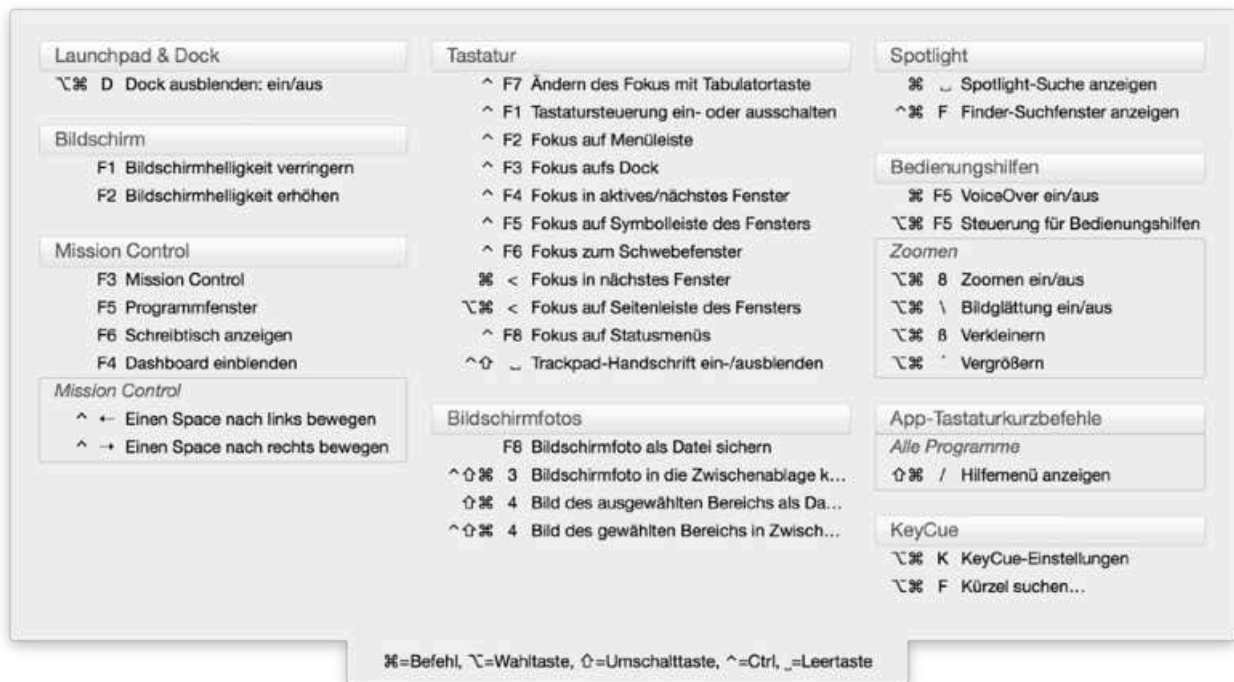 Launchpad & Dock
⌥⌘ D Dock ausblenden: ein/aus
Bildschirm
F1 Bildschirmhelligkeit verringern
F2 Bildschirmhelligkeit erhöhen
Mission Control
F3 Mission Control
F5 Programmfenster
F6 Schreibtisch anzeigen
F4 Dashboard einblenden
Mission Control
^ ← Einen Space nach links bewegen
^ → Einen Space nach rechts bewegen
Tastatur
^ F7 Ändern des Fokus mit Tabulatortaste
^ F1 Tastatursteuerung ein- oder ausschalten
^ F2 Fokus auf Menüleiste
^ F3 Fokus aufs Dock
^ F4 Fokus in aktives/nächstes Fenster
^ F5 Fokus auf Symbolleiste des Fensters
^ F6 Fokus zum Schwebefenster
⌘ < Fokus in nächstes Fenster
⌥⌘ < Fokus auf Seitenleiste des Fensters
^ F8 Fokus auf Statusmenüs
^⇧ ⎵ Trackpad-Handschrift ein-/ausblenden
Bildschirmfotos
F8 Bildschirmfoto als Datei sichern
^⇧⌘ 3 Bildschirmfoto in die Zwischenablage k...
⇧⌘ 4 Bild des ausgewählten Bereichs als Da...
^⇧⌘ 4 Bild des gewählten Bereichs in Zwisch...
Spotlight
⌘ ⎵ Spotlight-Suche anzeigen
^⌘ F Finder-Suchfenster anzeigen
Bedienungshilfen
⌘ F5 VoiceOver ein/aus
⌥⌘ F5 Steuerung für Bedienungshilfen
Zoomen
⌥⌘ 8 Zoomen ein/aus
⌥⌘ \ Bildglättung ein/aus
⌥⌘ ß Verkleinern
⌥⌘ ´ Vergrößern
App-Tastaturkurzbefehle
Alle Programme
⇧⌘ / Hilfemenü anzeigen
KeyCue
⌥⌘ K KeyCue-Einstellungen
⌥⌘ F Kürzel suchen...
⌘=Befehl, ⌥=Wahltaste, ⇧=Umschalttaste, ^=Ctrl, ⎵=Leertaste